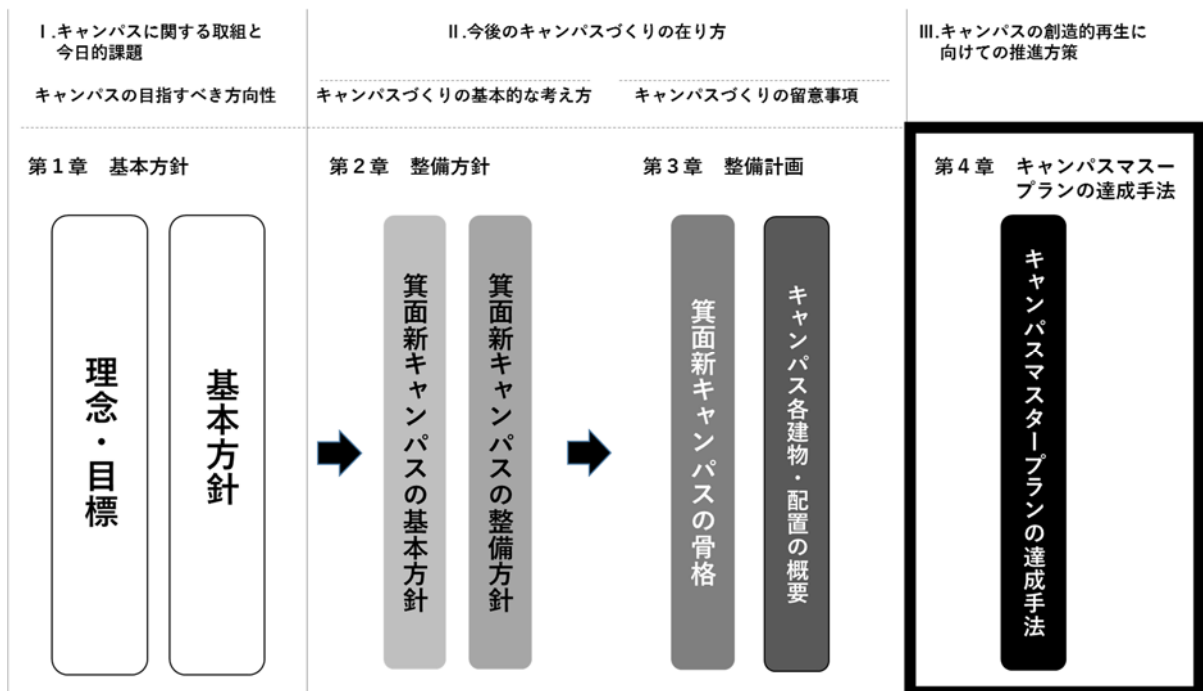 Ⅰ.キャンパスに関する取組と
今日的課題
キャンパスの目指すべき方向性
Ⅱ.今後のキャンパスづくりの在り方
キャンパスづくりの基本的な考え方
キャンパスづくりの留意事項
Ⅲ.キャンパスの創造的再生に
向けての推進方策
第1章 基本方針
理念・目標
基本方針
第2章 整備方針
箕面新キャンパスの基本方針
箕面新キャンパスの整備方針
第3章 整備計画
箕面新キャンパスの骨格
キャンパス各建物・配置の概要
第4章 キャンパスマスー
プランの達成手法
キャンパスマスタープランの達成手法